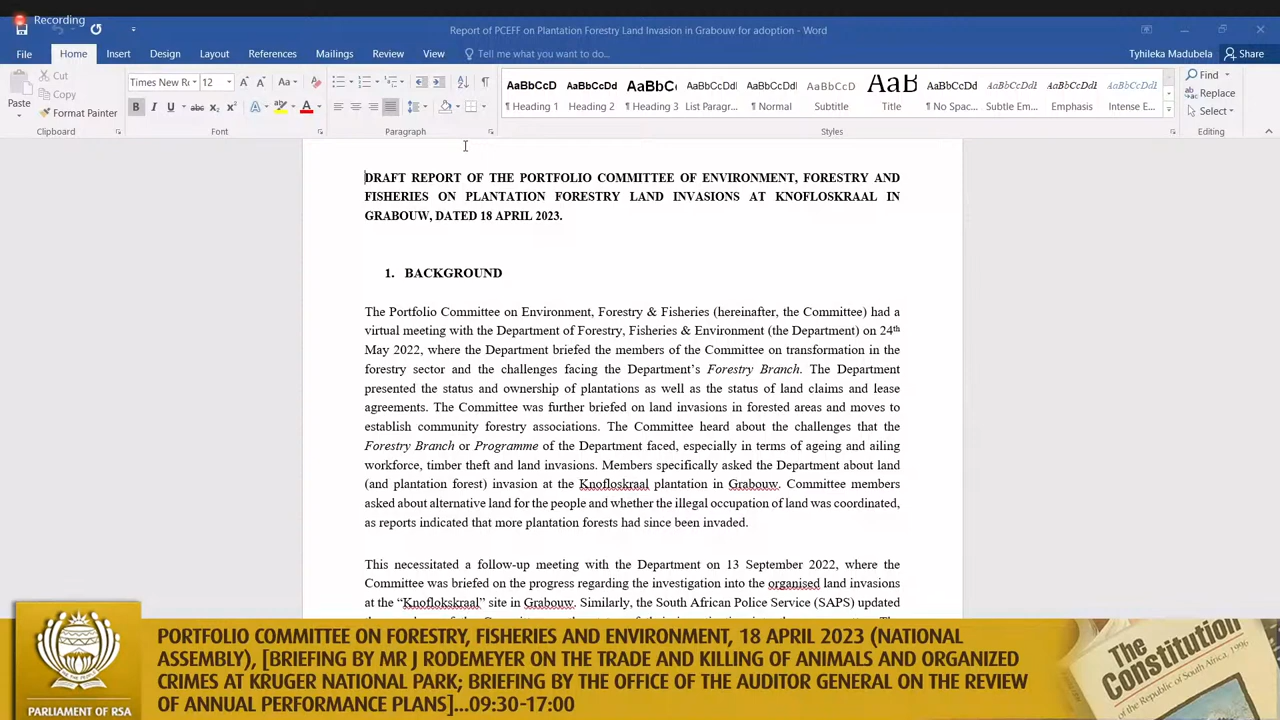 Recording
Report of PCEFF on Plantation Forestry Land Invasion in Grabouw for adoption - Word
File Home Insert Design Layout References Mailings Review View Tell me what you want to do... Tyhileka Madubela Share
Paste
Cut
Copy
Format Painter
Clipboard
Times New R 12
Font
Paragraph
AaBbCcD AaBbCcDd AaBbCc AaBbCcDd AaBbCcDd AaBbCcD AaB AaBbCcDd AaBbCcDdI AaBbCcDdI AaBbCcDdI
¶ Heading 1 ¶ Heading 2 ¶ Heading 3 List Paragr... ¶ Normal Subtitle Title ¶ No Spac... Subtle Em... Emphasis Intense E...
Styles
Find
Replace
Select
Editing
DRAFT REPORT OF THE PORTFOLIO COMMITTEE OF ENVIRONMENT, FORESTRY AND
FISHERIES ON PLANTATION FORESTRY LAND INVASIONS AT KNOFLOSKRAAL IN
GRABOUW, DATED 18 APRIL 2023.
1. BACKGROUND
The Portfolio Committee on Environment, Forestry & Fisheries (hereinafter, the Committee) had a
virtual meeting with the Department of Forestry, Fisheries & Environment (the Department) on 24th
May 2022, where the Department briefed the members of the Committee on transformation in the
forestry sector and the challenges facing the Department’s Forestry Branch. The Department
presented the status and ownership of plantations as well as the status of land claims and lease
agreements. The Committee was further briefed on land invasions in forested areas and moves to
establish community forestry associations. The Committee heard about the challenges that the
Forestry Branch or Programme of the Department faced, especially in terms of ageing and ailing
workforce, timber theft and land invasions. Members specifically asked the Department about land
(and plantation forest) invasion at the Knofloskraal plantation in Grabouw. Committee members
asked about alternative land for the people and whether the illegal occupation of land was coordinated,
as reports indicated that more plantation forests had since been invaded.
This necessitated a follow-up meeting with the Department on 13 September 2022, where the
Committee was briefed on the progress regarding the investigation into the organised land invasions
at the “Knoflokskraal” site in Grabouw. Similarly, the South African Police Service (SAPS) updated
PORTFOLIO COMMITTEE ON FORESTRY, FISHERIES AND ENVIRONMENT, 18 APRIL 2023 (NATIONAL
ASSEMBLY), [BRIEFING BY MR J RODEMEYER ON THE TRADE AND KILLING OF ANIMALS AND ORGANIZED
CRIMES AT KRUGER NATIONAL PARK; BRIEFING BY THE OFFICE OF THE AUDITOR GENERAL ON THE REVIEW
OF ANNUAL PERFORMANCE PLANS]...09:30-17:00
PARLIAMENT OF RSA
The
Constitution
of the Republic of South Africa, 1996